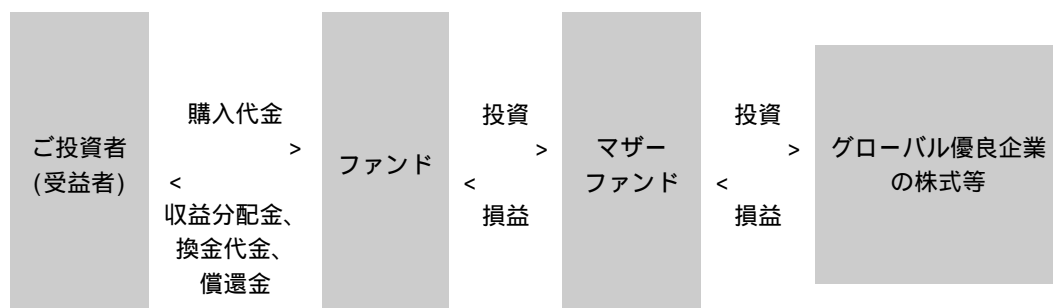 ご投資者
(受益者)
購入代金
>
<
収益分配金、
換金代金、
償還金
ファンド
投資
>
<
損益
マザー
ファンド
投資
>
<
損益
グローバル優良企業
の株式等